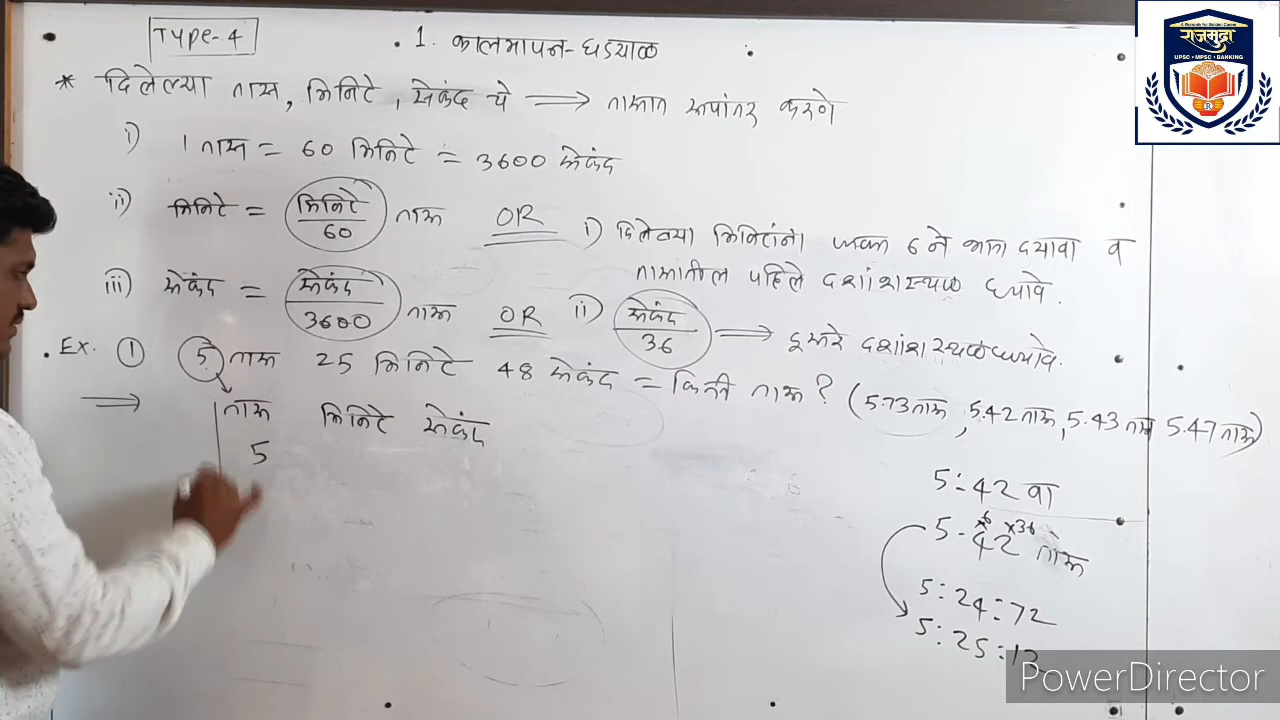 Type-4
1. कालमापन - घडयाळ
* दिलेल्या तास, मिनिटे, सेकंद चे ⟹ तासात रूपांतर करणे
i) 1 तास = 60 मिनिटे = 3600 सेकंद
ii) मिनिटे = मिनिटे/60 तास OR i) दिलेल्या मिनिटांना फक्त 6 ने भाग द्यावा व
तासातील पहिले दशांशस्थळ घ्यावे.
iii) सेकंद = सेकंद/3600 तास OR ii) सेकंद/36 ⟹ दुसरे दशांशस्थळ घ्यावे.
Ex. ① 5 तास 25 मिनिटे 48 सेकंद = किती तास? (5.73 तास, 5.42 तास, 5.43 तास 5.47 तास)
⟹ तास मिनिटे सेकंद
5
5:42 वा
×6 ×36
5.42 तास
5:24:72
5:25:12
राजमुद्रा
UPSC • MPSC • BANKING
PowerDirector